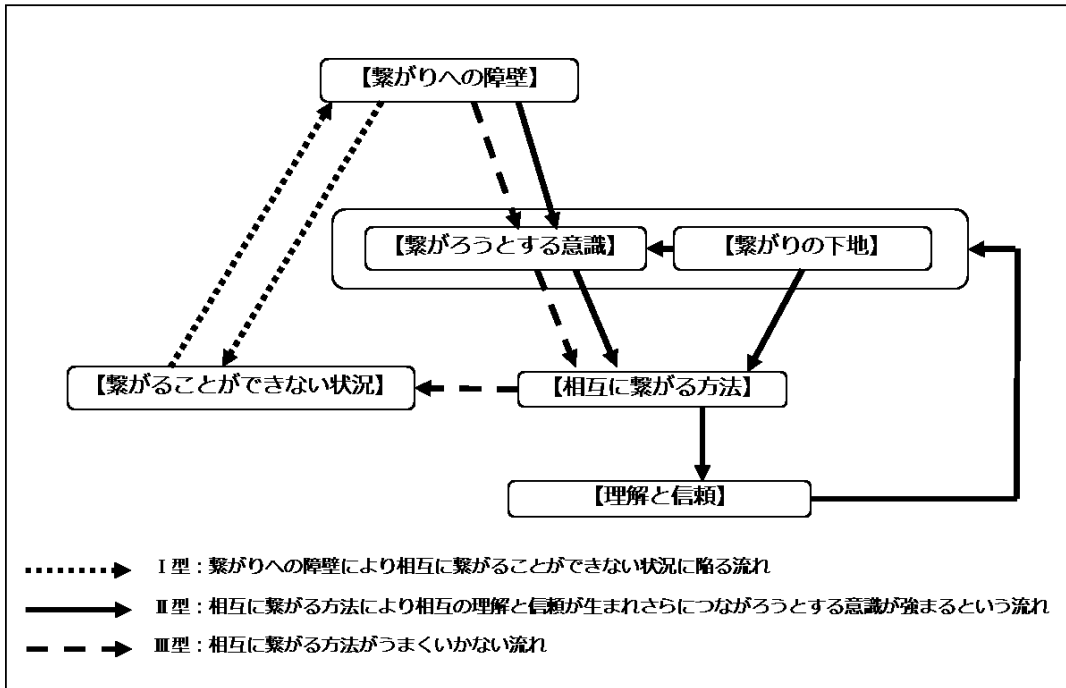 【繋がりへの障壁】
【繋がろうとする意識】
【繋がりの下地】
【繋がることができない状況】
【相互に繋がる方法】
【理解と信頼】
Ⅰ型：繋がりへの障壁により相互に繋がることができない状況に陥る流れ
Ⅱ型：相互に繋がる方法により相互の理解と信頼が生まれさらにつながろうとする意識が強まるという流れ
Ⅲ型：相互に繋がる方法がうまくいかない流れ